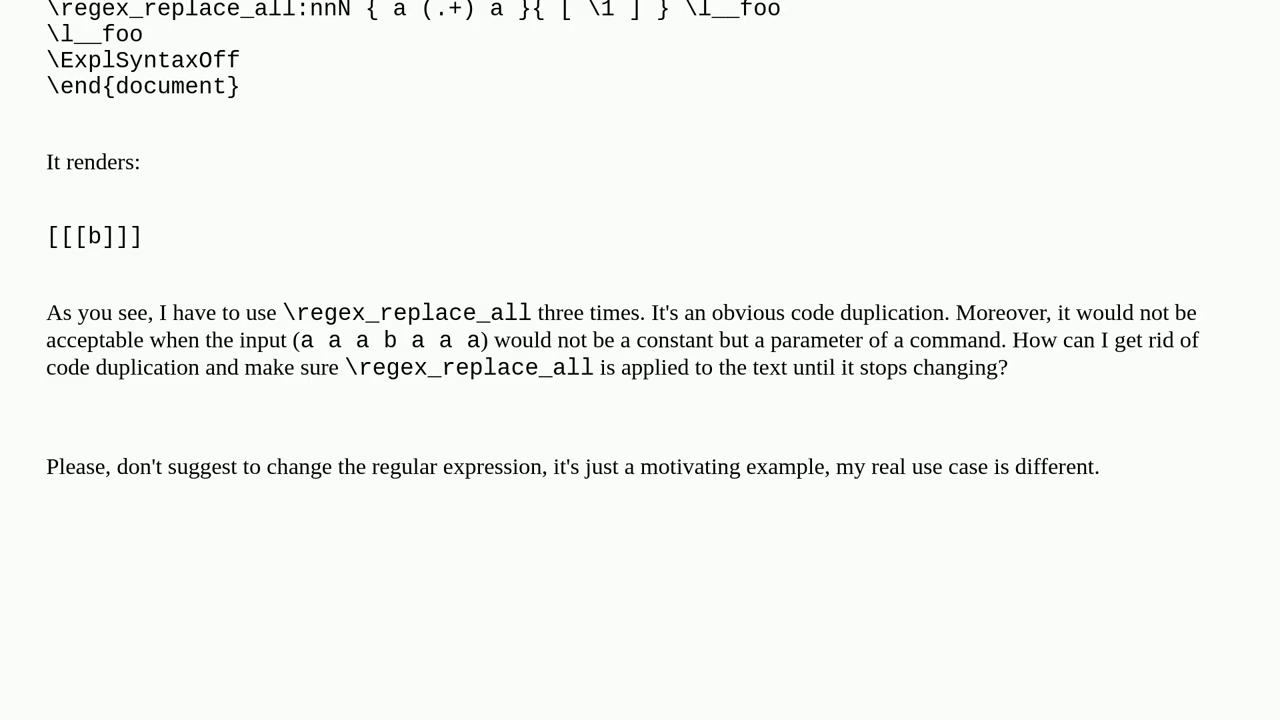 \regex_replace_all:nnN { a (.+) a }{ [ \1 ] } \l__foo
\l__foo
\ExplSyntaxOff
\end{document}
It renders:
[[[b]]]
As you see, I have to use \regex_replace_all three times. It's an obvious code duplication. Moreover, it would not be
acceptable when the input (a a a b a a a) would not be a constant but a parameter of a command. How can I get rid of
code duplication and make sure \regex_replace_all is applied to the text until it stops changing?
Please, don't suggest to change the regular expression, it's just a motivating example, my real use case is different.